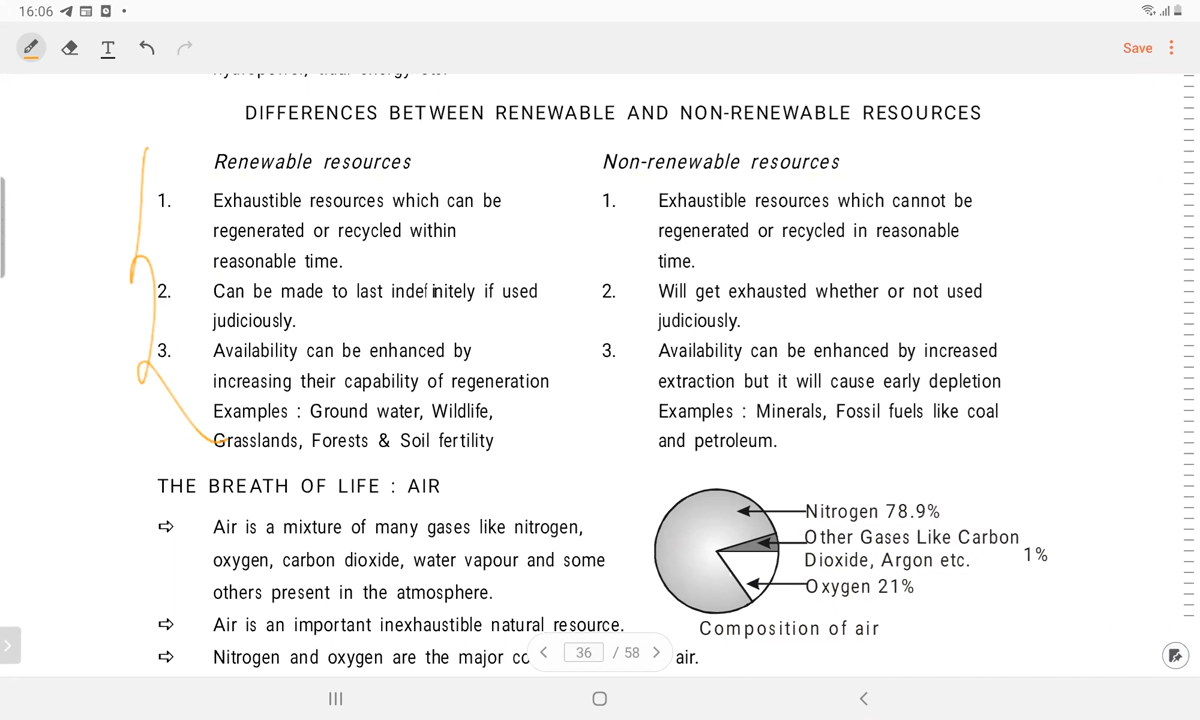 16:06
T
Save
DIFFERENCES BETWEEN RENEWABLE AND NON-RENEWABLE RESOURCES
Renewable resources
1. Exhaustible resources which can be
regenerated or recycled within
reasonable time.
2. Can be made to last indefinitely if used
judiciously.
3. Availability can be enhanced by
increasing their capability of regeneration
Examples : Ground water, Wildlife,
Grasslands, Forests & Soil fertility
Non-renewable resources
1. Exhaustible resources which cannot be
regenerated or recycled in reasonable
time.
2. Will get exhausted whether or not used
judiciously.
3. Availability can be enhanced by increased
extraction but it will cause early depletion
Examples : Minerals, Fossil fuels like coal
and petroleum.
THE BREATH OF LIFE : AIR
⇨ Air is a mixture of many gases like nitrogen,
oxygen, carbon dioxide, water vapour and some
others present in the atmosphere.
⇨ Air is an important inexhaustible natural resource.
⇨ Nitrogen and oxygen are the major air.
Nitrogen 78.9%
Other Gases Like Carbon
Dioxide, Argon etc. 1%
Oxygen 21%
Composition of air
36 / 58